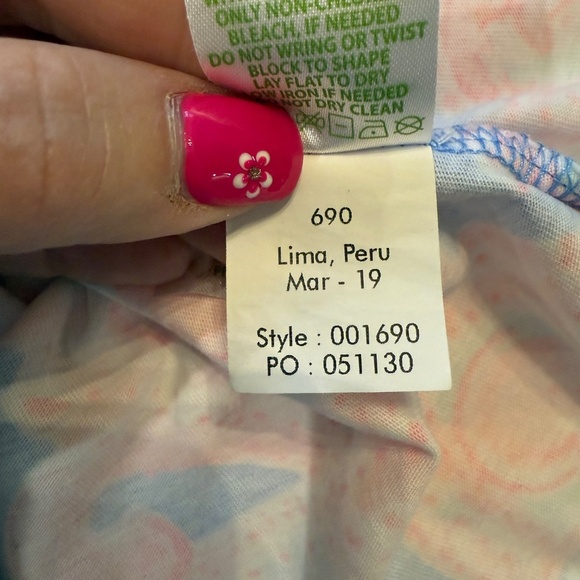 ONLY NON-CHLOR
BLEACH, IF NEEDED
DO NOT WRING OR TWIST
BLOCK TO SHAPE
LAY FLAT TO DRY
IRON IF NEEDED
NOT DRY CLEAN
690
Lima, Peru
Mar - 19
Style : 001690
PO : 051130